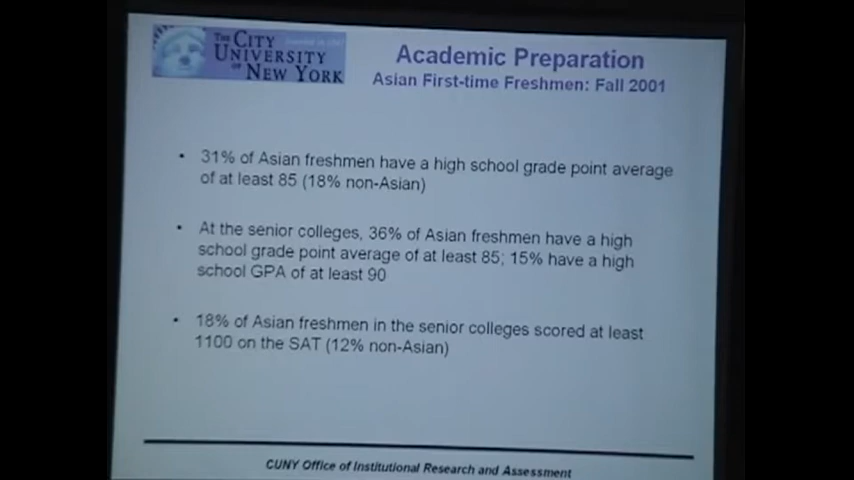 THE CITY
UNIVERSITY
OF NEW YORK
Academic Preparation
Asian First-time Freshmen: Fall 2001
• 31% of Asian freshmen have a high school grade point average
of at least 85 (18% non-Asian)
• At the senior colleges, 36% of Asian freshmen have a high
school grade point average of at least 85; 15% have a high
school GPA of at least 90
• 18% of Asian freshmen in the senior colleges scored at least
1100 on the SAT (12% non-Asian)
CUNY Office of Institutional Research and Assessment